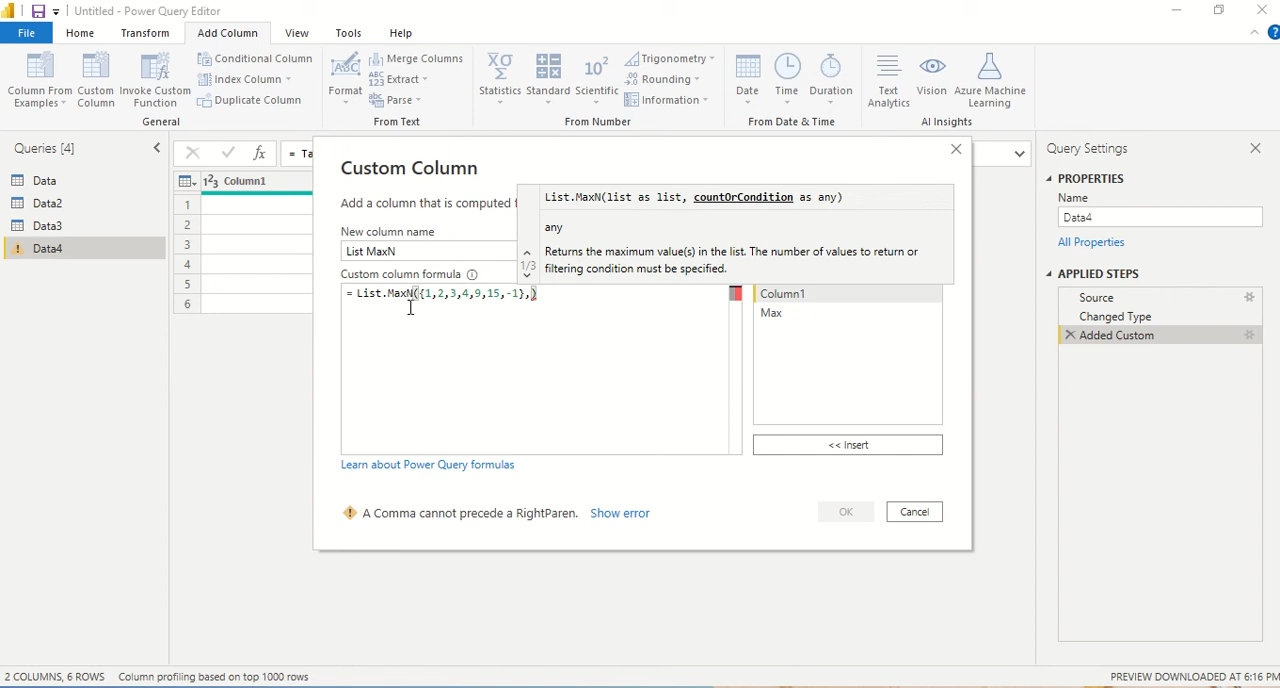 Untitled - Power Query Editor
File Home Transform Add Column View Tools Help
Column From Examples
Custom Column
Invoke Custom Function
Conditional Column
Index Column
Duplicate Column
General
Format
Merge Columns
Extract
Parse
From Text
Statistics
Standard
Scientific
Trigonometry
Rounding
Information
From Number
Date
Time
Duration
From Date & Time
Text Analytics
Vision
Azure Machine Learning
AI Insights
Queries [4]
Data
Data2
Data3
Data4
= Ta
Column1
1
2
3
4
5
6
Custom Column
Add a column that is computed f
New column name
List MaxN
Custom column formula
= List.MaxN({1,2,3,4,9,15,-1},)
List.MaxN(list as list, countOrCondition as any)
any
1/3
Returns the maximum value(s) in the list. The number of values to return or
filtering condition must be specified.
Column1
Max
<< Insert
Learn about Power Query formulas
A Comma cannot precede a RightParen. Show error
OK
Cancel
Query Settings
PROPERTIES
Name
Data4
All Properties
APPLIED STEPS
Source
Changed Type
Added Custom
2 COLUMNS, 6 ROWS Column profiling based on top 1000 rows
PREVIEW DOWNLOADED AT 6:16 PM